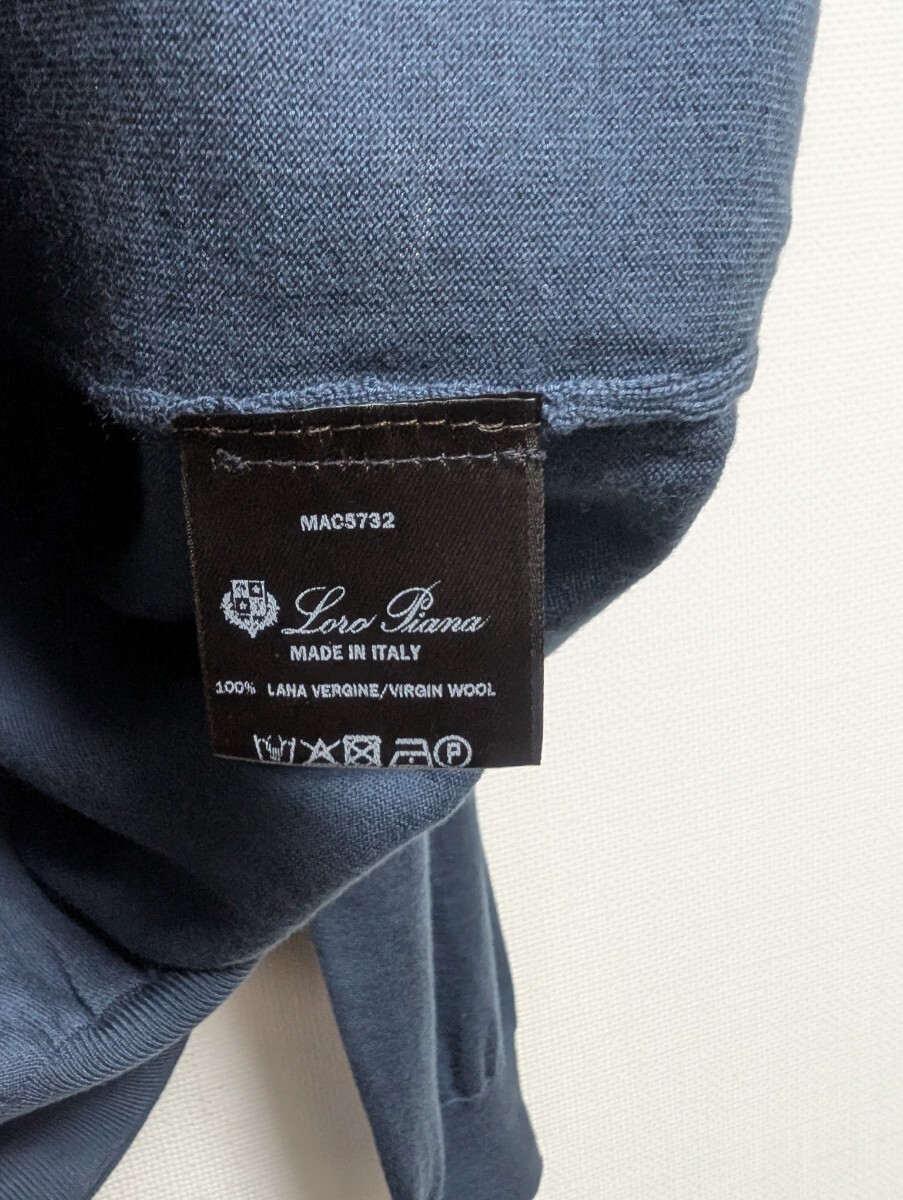 MAC5732
Loro Piana
MADE IN ITALY
100% LANA VERGINE/VIRGIN WOOL
P